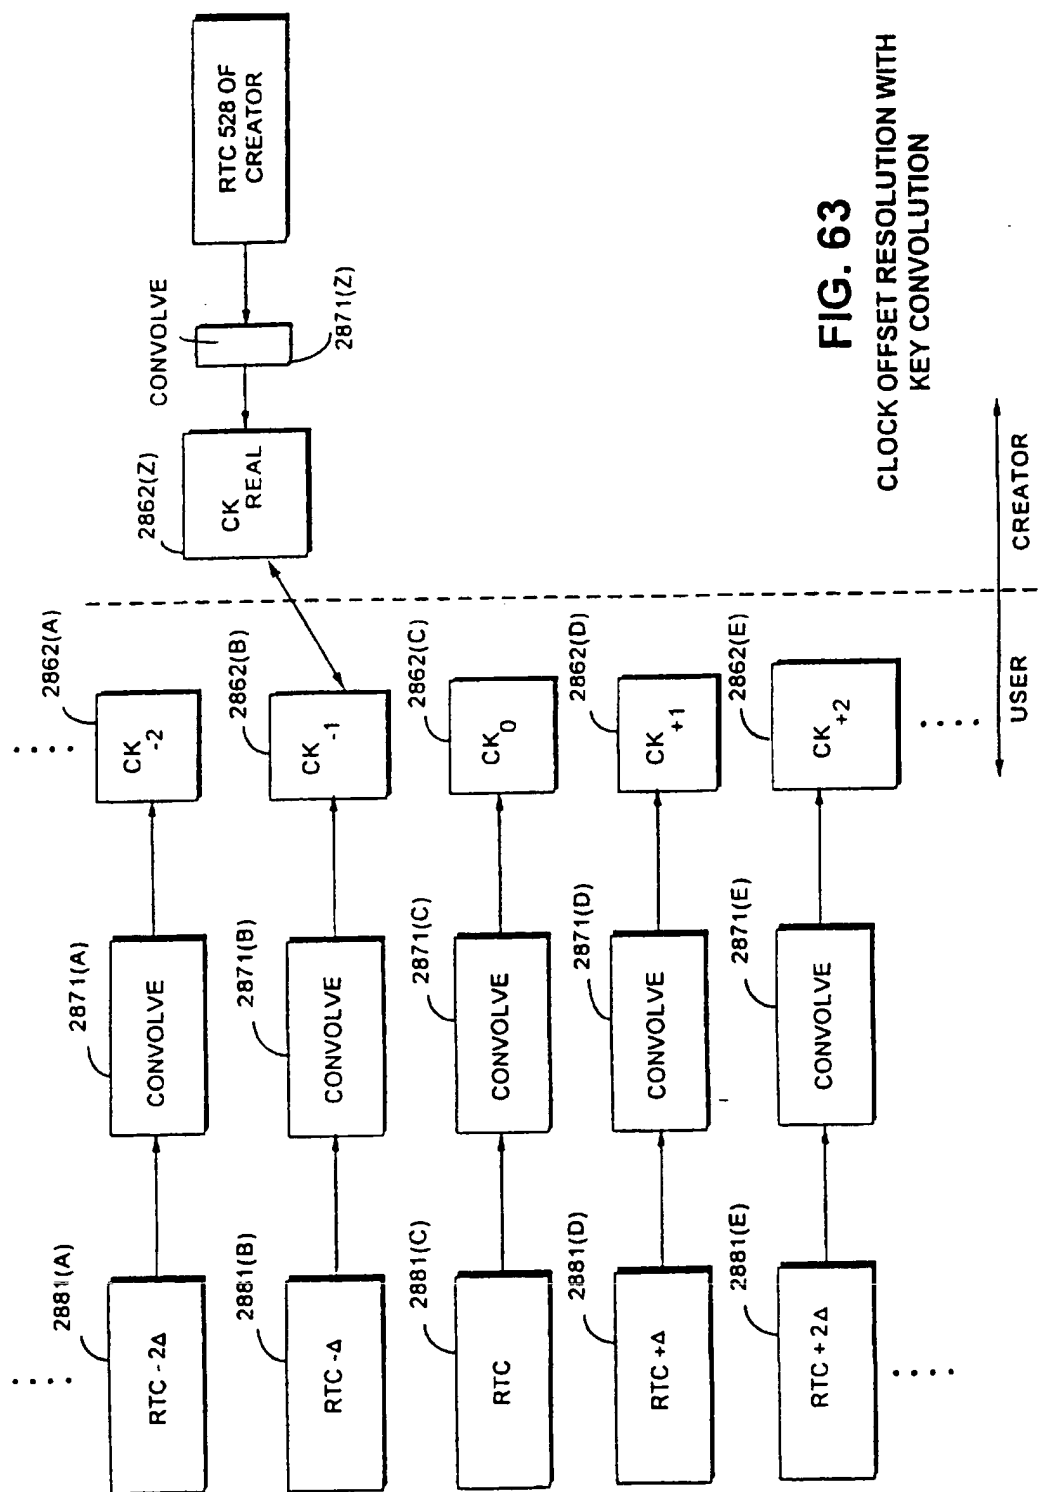 2881(A)
RTC - 2Δ
2871(A)
CONVOLVE
2862(A)
CK -2
2881(B)
RTC -Δ
2871(B)
CONVOLVE
2862(B)
CK -1
2881(C)
RTC
2871(C)
CONVOLVE
2862(C)
CK 0
2881(D)
RTC +Δ
2871(D)
CONVOLVE
2862(D)
CK +1
2881(E)
RTC + 2Δ
2871(E)
CONVOLVE
2862(E)
CK +2
2862(Z)
CK REAL
CONVOLVE
2871(Z)
RTC 528 OF
CREATOR
USER
CREATOR
FIG. 63
CLOCK OFFSET RESOLUTION WITH
KEY CONVOLUTION